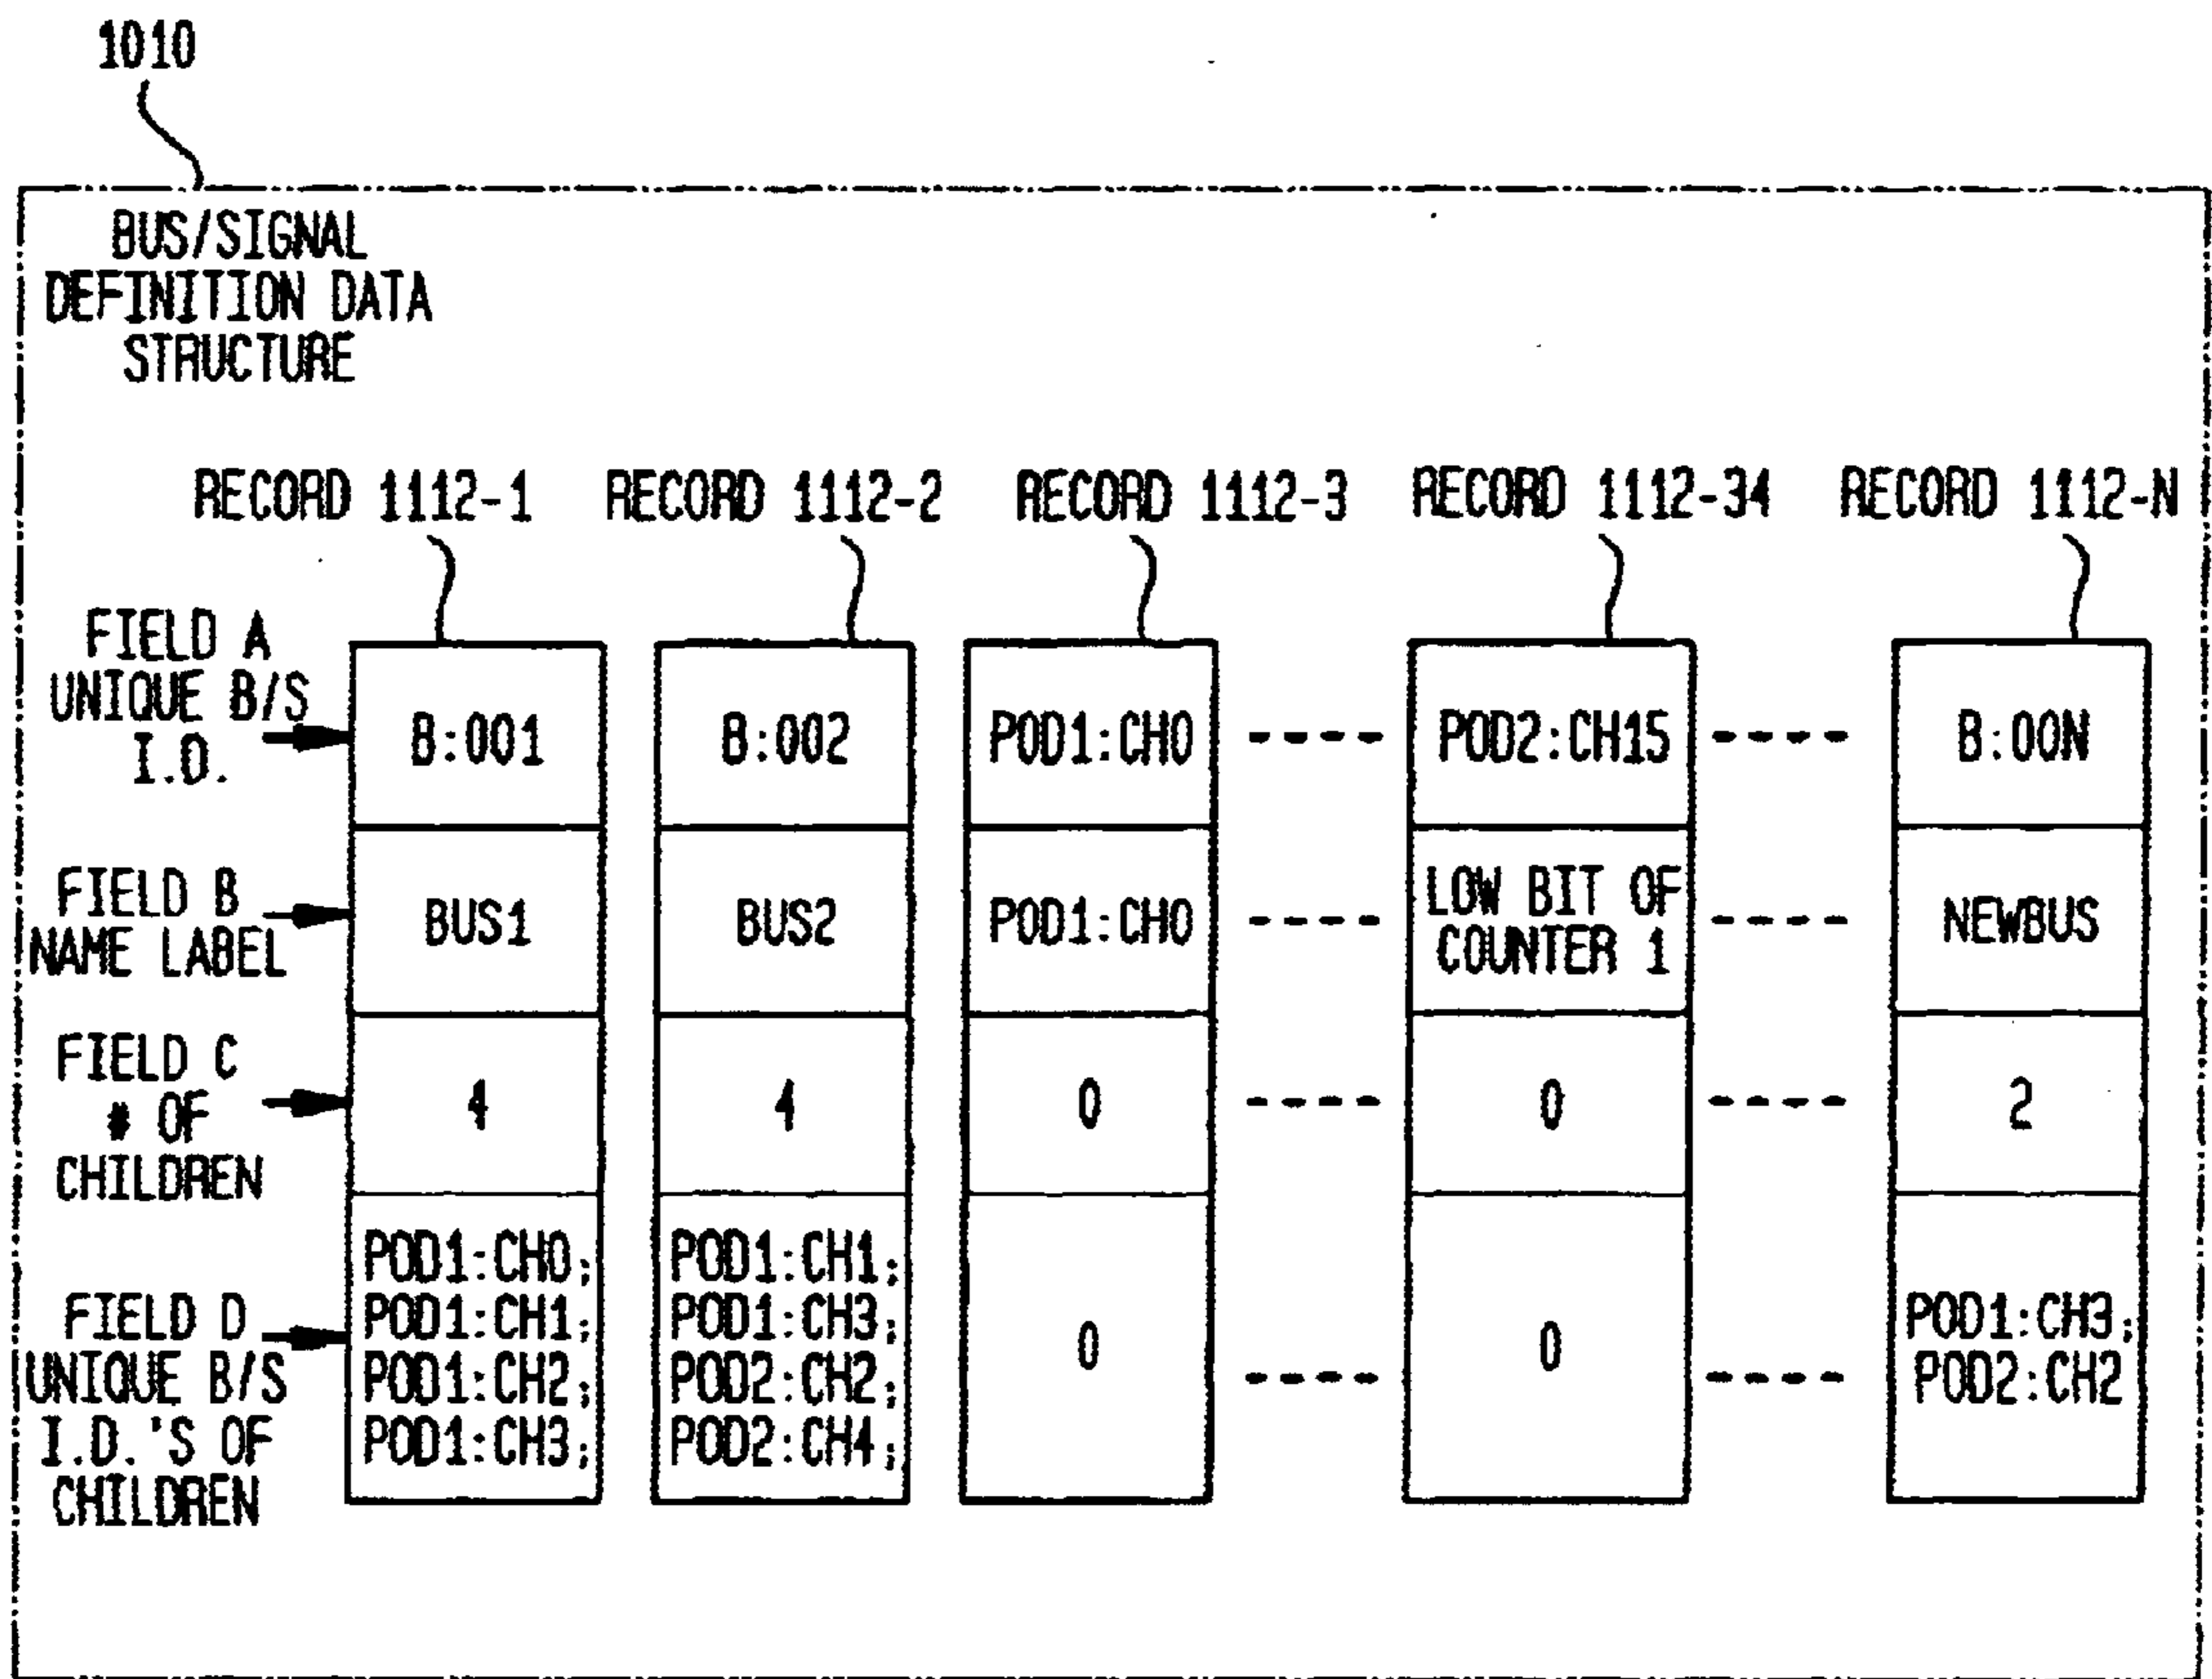 1010
BUS/SIGNAL
DEFINITION DATA
STRUCTURE
RECORD 1112-1 RECORD 1112-2 RECORD 1112-3 RECORD 1112-34 RECORD 1112-N
FIELD A
UNIQUE B/S
I.D.
B:001 B:002 POD1:CH0 POD2:CH15 B:00N
FIELD B
NAME LABEL
BUS1 BUS2 POD1:CH0
LOW BIT OF
COUNTER 1
NEWBUS
FIELD C
# OF
CHILDREN
4 4 0 0 2
FIELD D
UNIQUE B/S
I.D.'S OF
CHILDREN
POD1:CH0;
POD1:CH1;
POD1:CH2;
POD1:CH3;
POD1:CH1;
POD1:CH3;
POD2:CH2;
POD2:CH4;
0
0
POD1:CH3;
POD2:CH2